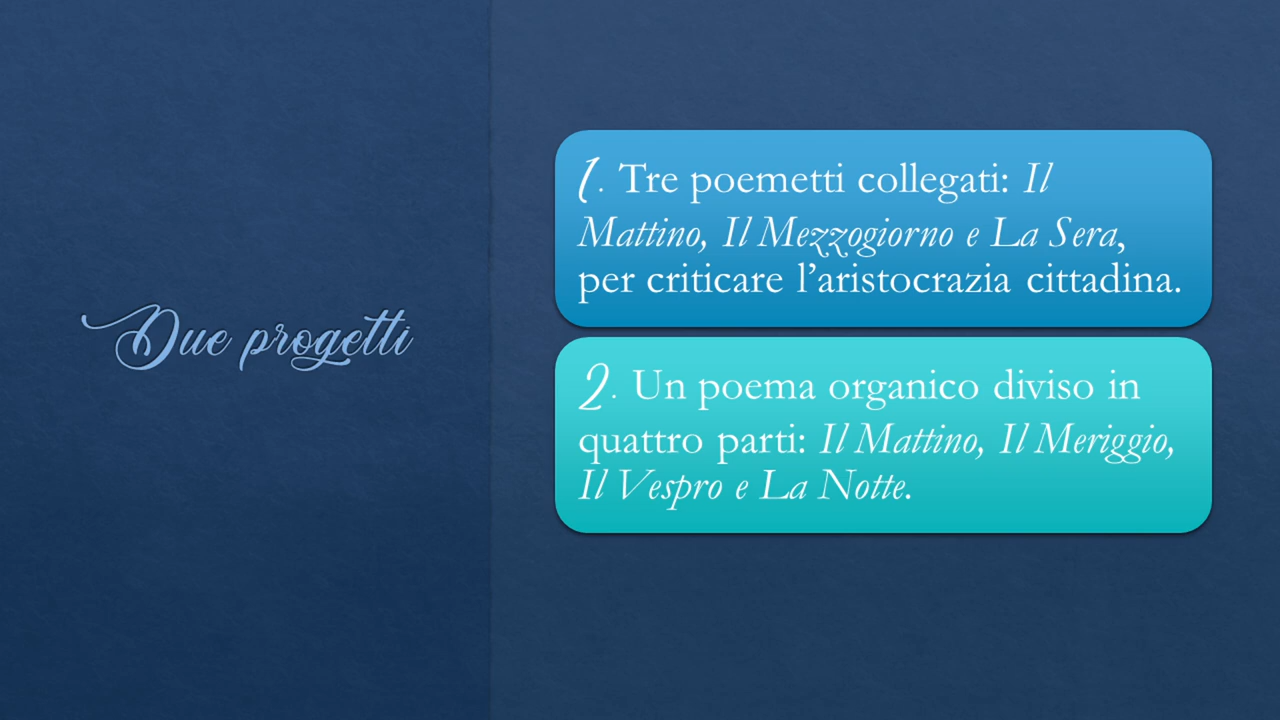 Due progetti
1. Tre poemetti collegati: Il
Mattino, Il Mezzogiorno e La Sera,
per criticare l’aristocrazia cittadina.
2. Un poema organico diviso in
quattro parti: Il Mattino, Il Meriggio,
Il Vespro e La Notte.